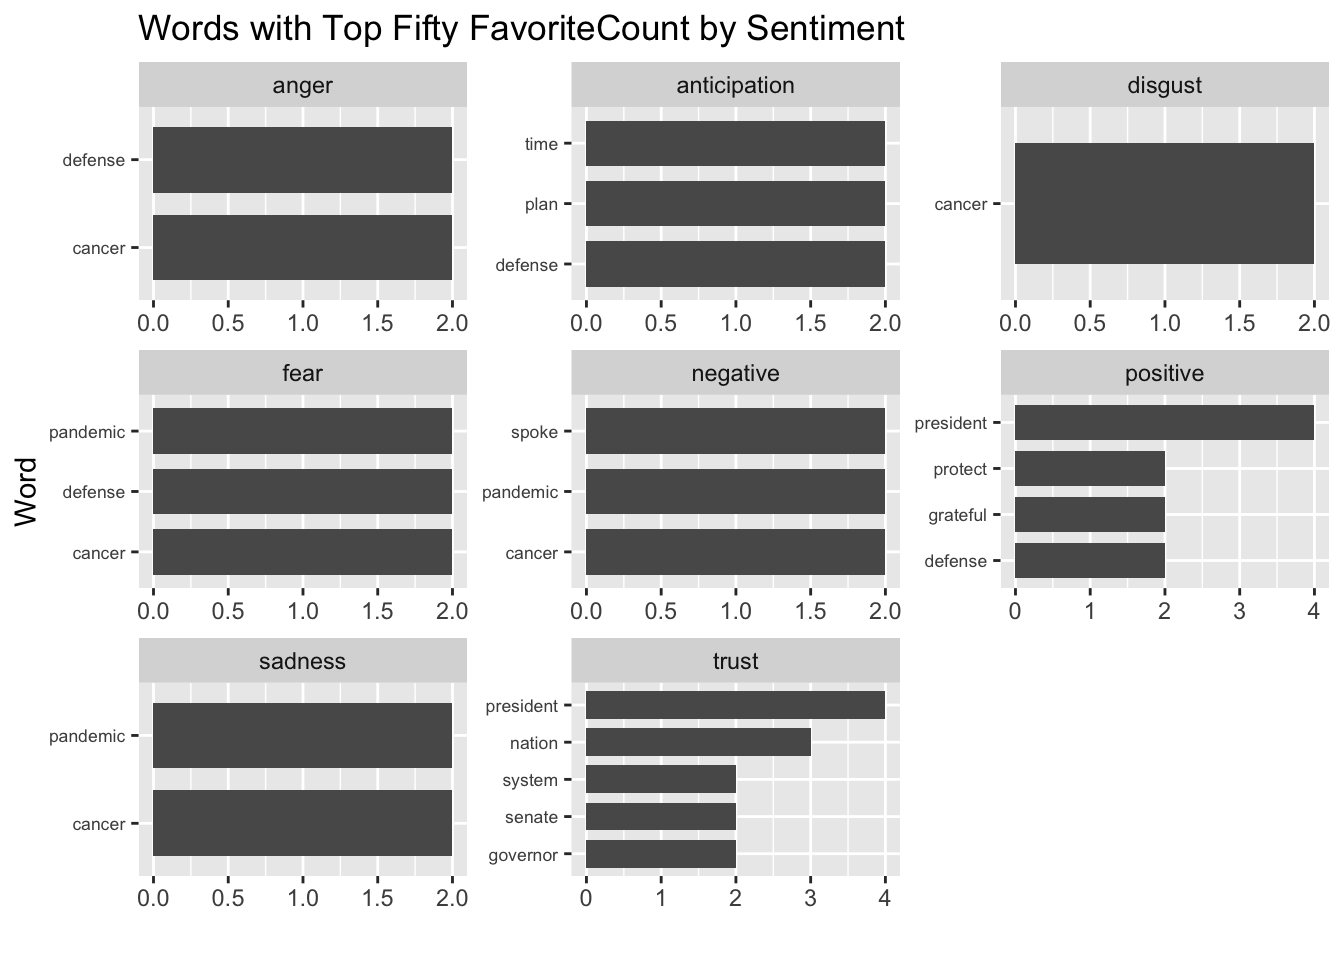 Words with Top Fifty FavoriteCount by Sentiment
anger
defense
cancer
0.0 0.5 1.0 1.5 2.0
anticipation
time
plan
defense
0.0 0.5 1.0 1.5 2.0
disgust
cancer
0.0 0.5 1.0 1.5 2.0
Word
fear
pandemic
defense
cancer
0.0 0.5 1.0 1.5 2.0
negative
spoke
pandemic
cancer
0.0 0.5 1.0 1.5 2.0
positive
president
protect
grateful
defense
0 1 2 3 4
sadness
pandemic
cancer
0.0 0.5 1.0 1.5 2.0
trust
president
nation
system
senate
governor
0 1 2 3 4